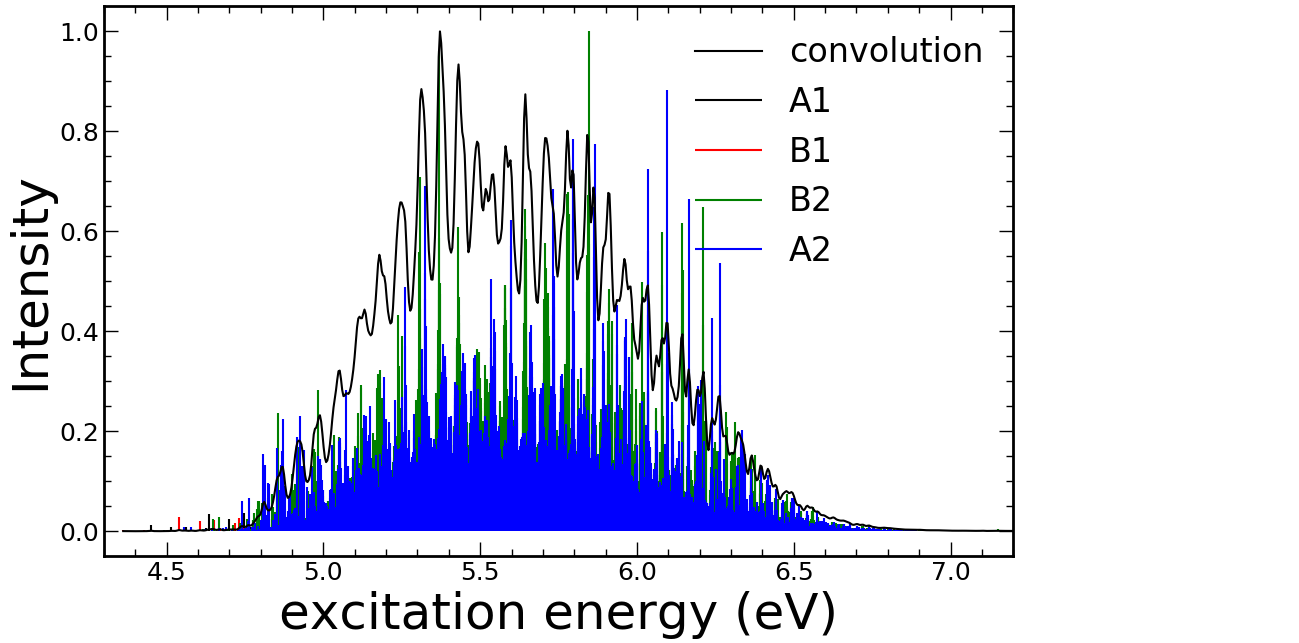 Intensity
1.0
0.8
0.6
0.4
0.2
0.0
convolution
A1
B1
B2
A2
4.5 5.0 5.5 6.0 6.5 7.0
excitation energy (eV)